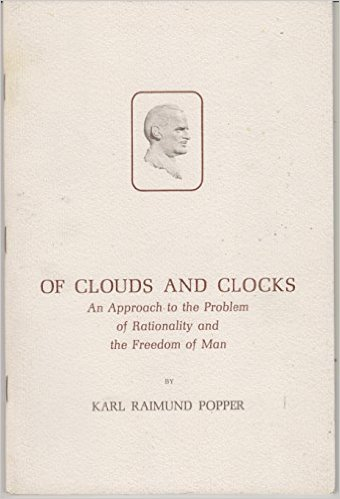 OF CLOUDS AND CLOCKS
An Approach to the Problem
of Rationality and
the Freedom of Man
BY
KARL RAIMUND POPPER